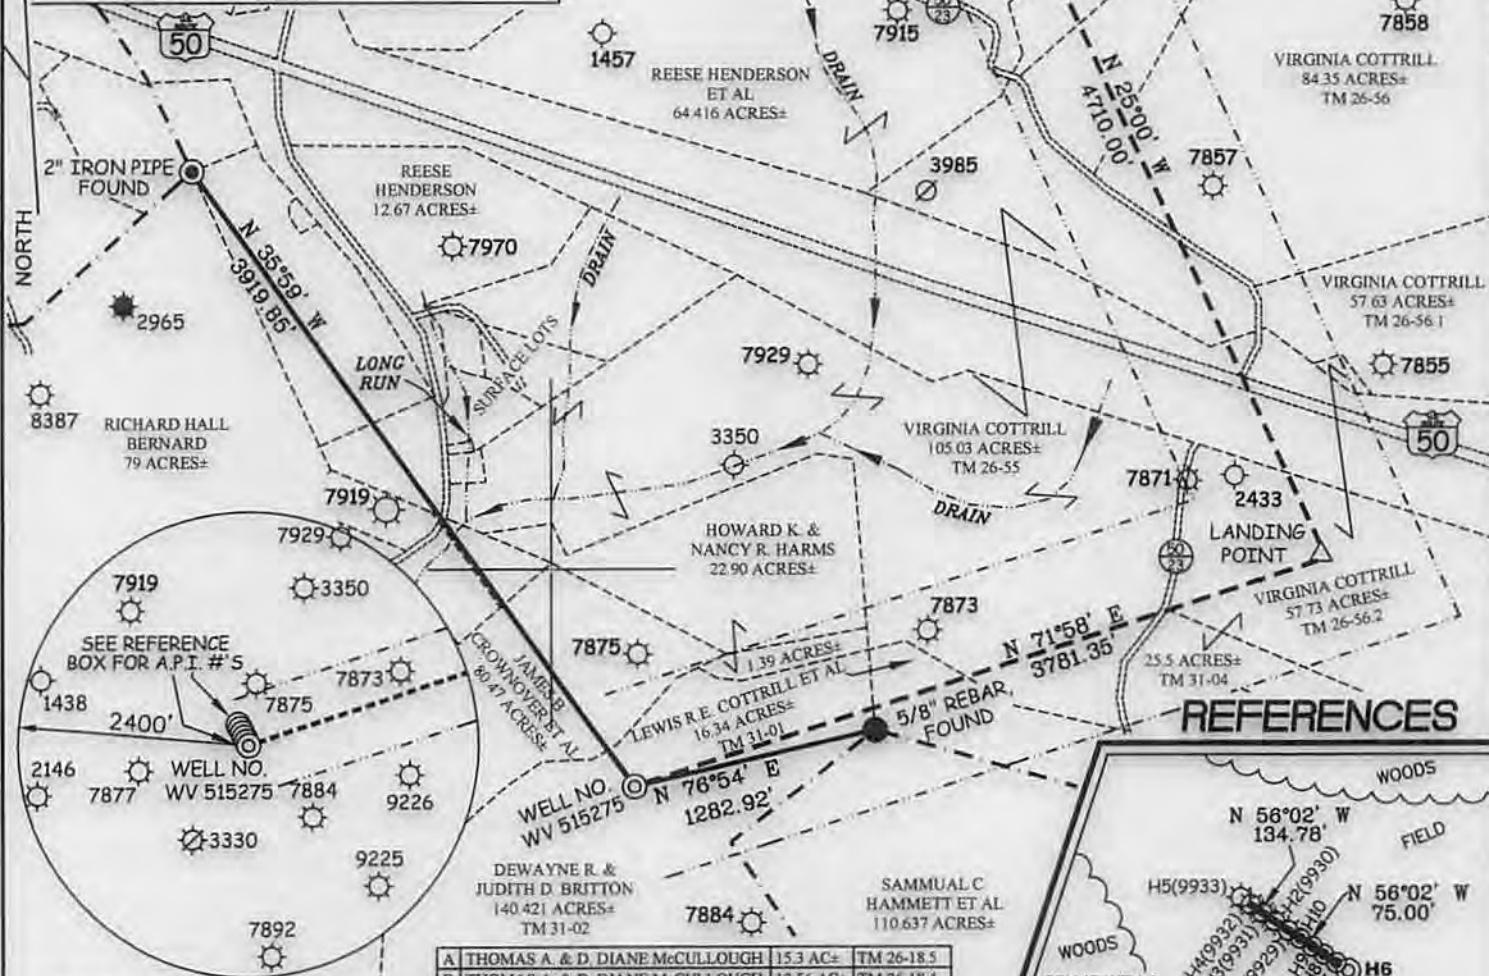 50
1457
7915
23
7858
REESE HENDERSON
ET AL
64.416 ACRES±
DRAIN
N 25°00' W
4710.00'
VIRGINIA COTTRILL
84.35 ACRES±
TM 26-56
2" IRON PIPE
FOUND
REESE
HENDERSON
12.67 ACRES±
3985
7857
NORTH
N 35°59' W
3919.85'
7970
DRAIN
2965
VIRGINIA COTTRILL
57.63 ACRES±
TM 26-56.1
LONG
RUN
SURFACE LOTS
7929
7855
8387
RICHARD HALL
BERNARD
79 ACRES±
3350
VIRGINIA COTTRILL
105.03 ACRES±
TM 26-55
50
7871
2433
7919
DRAIN
7929
HOWARD K. &
NANCY R. HARMS
22.90 ACRES±
LANDING
POINT
50
23
7919
3350
VIRGINIA COTTRILL
57.73 ACRES±
TM 26-56.2
7873
SEE REFERENCE
BOX FOR A.P.I. #'S
7875
N 71°58' E
3781.35'
1438
7873
7875
JAMES B
CROWNOVER ET AL
80.47 ACRES±
1.39 ACRES±
25.5 ACRES±
TM 31-04
LEWIS R.E. COTTRILL ET AL
16.34 ACRES±
TM 31-01
2400'
5/8" REBAR,
FOUND
REFERENCES
2146
7877
WELL NO.
WV 515275
7884
9226
WELL NO.
WV 515275
N 76°54' E
1282.92'
WOODS
3330
N 56°02' W
134.78'
FIELD
9225
DEWAYNE R. &
JUDITH D. BRITTON
140.421 ACRES±
TM 31-02
SAMMUAL C
HAMMETT ET AL
110.637 ACRES±
7884
H5(9933)
H2(9930)
N 56°02' W
75.00'
7892
H4(9932)
H10
WOODS
H6
A THOMAS A. & D. DIANE McCULLOUGH 15.3 AC± TM 26-18.5